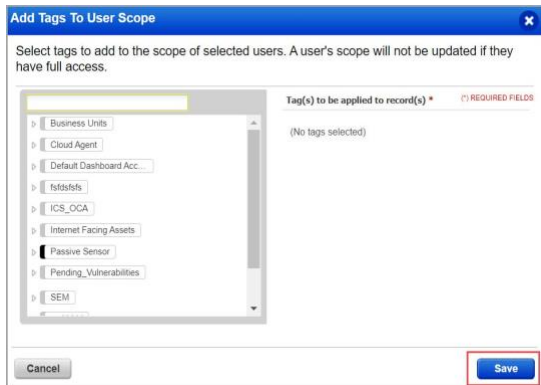 Add Tags To User Scope
Select tags to add to the scope of selected users. A user's scope will not be updated if they
have full access.
Tag(s) to be applied to record(s) *
(*) REQUIRED FIELDS
(No tags selected)
Business Units
Cloud Agent
Default Dashboard Acc...
fsfdsfsfs
ICS_OCA
Internet Facing Assets
Passive Sensor
Pending_Vulnerabilities
SEM
Cancel
Save